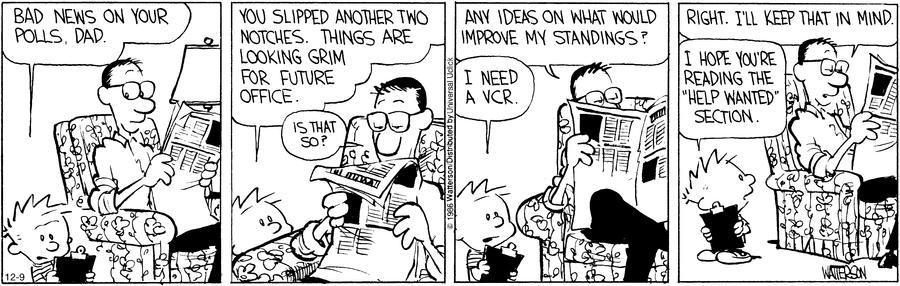 BAD NEWS ON YOUR
POLLS, DAD.
12-9
YOU SLIPPED ANOTHER TWO
NOTCHES. THINGS ARE
LOOKING GRIM
FOR FUTURE
OFFICE.
IS THAT
SO?
© 1986 Watterson/Distributed by Universal Uclick
ANY IDEAS ON WHAT WOULD
IMPROVE MY STANDINGS?
I NEED
A VCR.
RIGHT. I'LL KEEP THAT IN MIND.
I HOPE YOU'RE
READING THE
"HELP WANTED"
SECTION.
WATTERSON